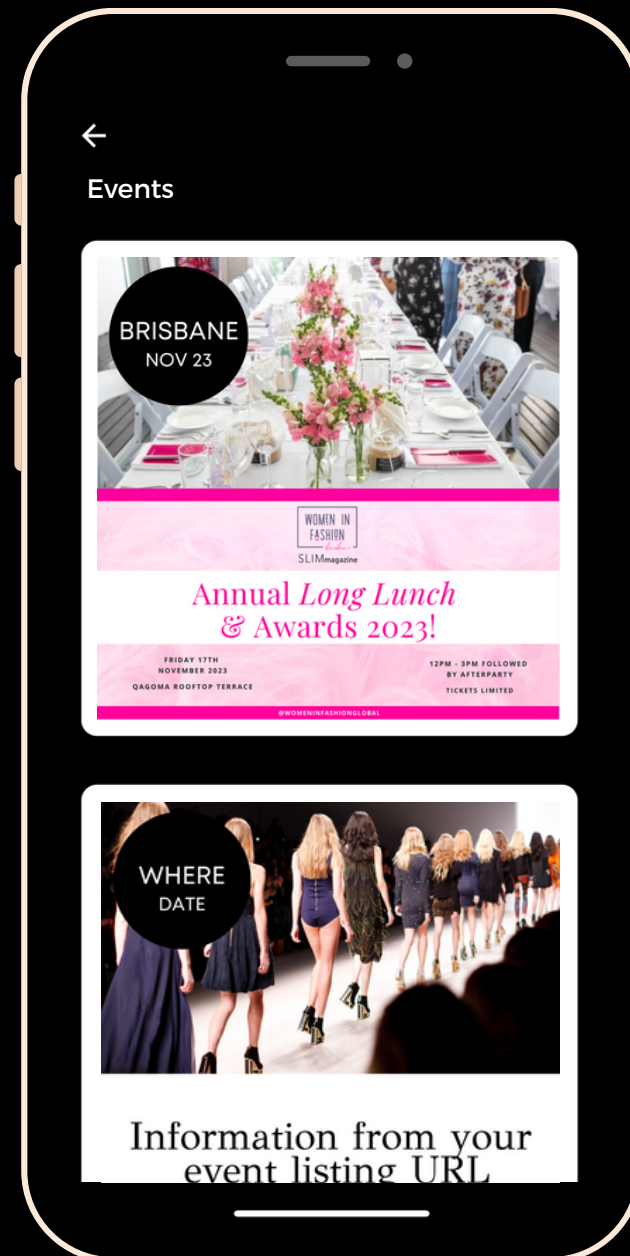 Events
BRISBANE
NOV 23
WOMEN IN
FASHION
SLIMmagazine
Annual Long Lunch
& Awards 2023!
FRIDAY 17TH
NOVEMBER 2023
QAGOMA ROOFTOP TERRACE
12PM - 3PM FOLLOWED
BY AFTERPARTY
TICKETS LIMITED
@WOMENINFASHIONGLOBAL
WHERE
DATE
Information from your
event listing URL